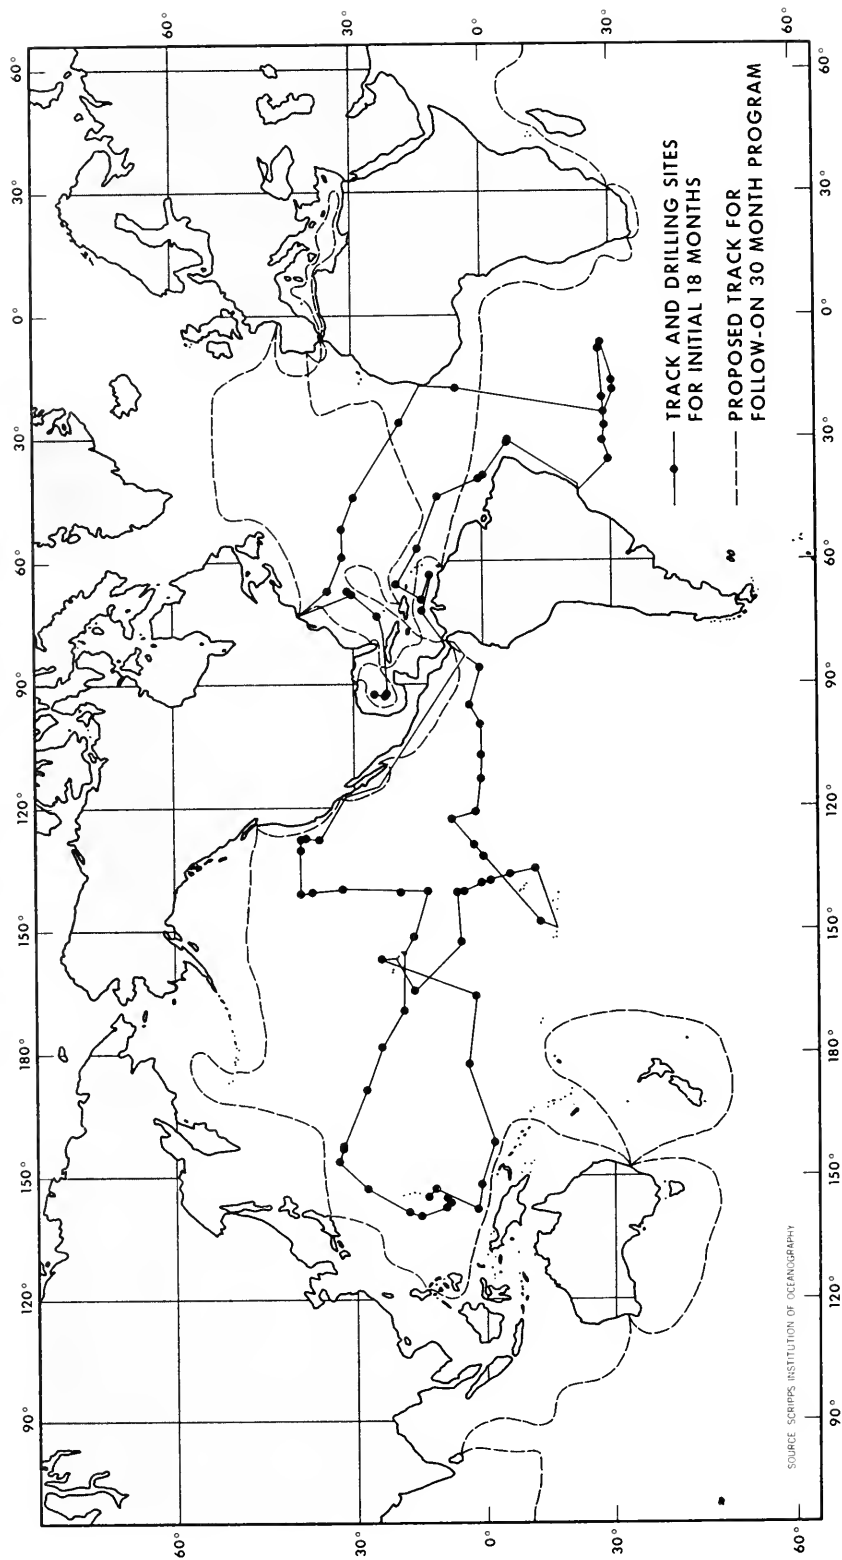 90° 120° 150° 180° 150° 120° 90° 60° 30° 0° 30° 60°
60° 60°
30° 30°
0° 0°
30° 30°
TRACK AND DRILLING SITES
FOR INITIAL 18 MONTHS
PROPOSED TRACK FOR
FOLLOW-ON 30 MONTH PROGRAM
SOURCE SCRIPPS INSTITUTION OF OCEANOGRAPHY
60° 60°
90° 120° 150° 180° 150° 120° 90° 60° 30° 0° 30° 60°